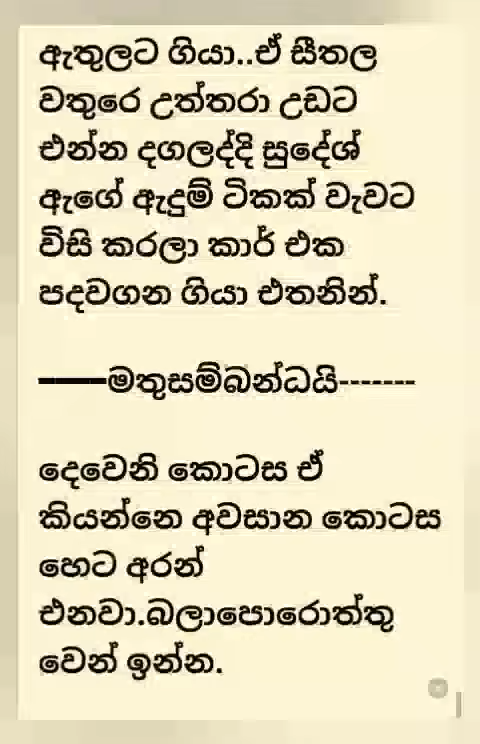 ඇතුලට ගියා..ඒ සීතල
වතුරෙ උත්තරා උඩට
එන්න දගලද්දි සුදේශ්
ඇගේ ඇදුම් ටිකක් වැවට
විසි කරලා කාර් එක
පදවගන ගියා එතනින්.
━━━━මතුසම්බන්ධයි-------
දෙවෙනි කොටස ඒ
කියන්නෙ අවසාන කොටස
හෙට අරන්
එනවා.බලාපොරොත්තු
වෙන් ඉන්න.